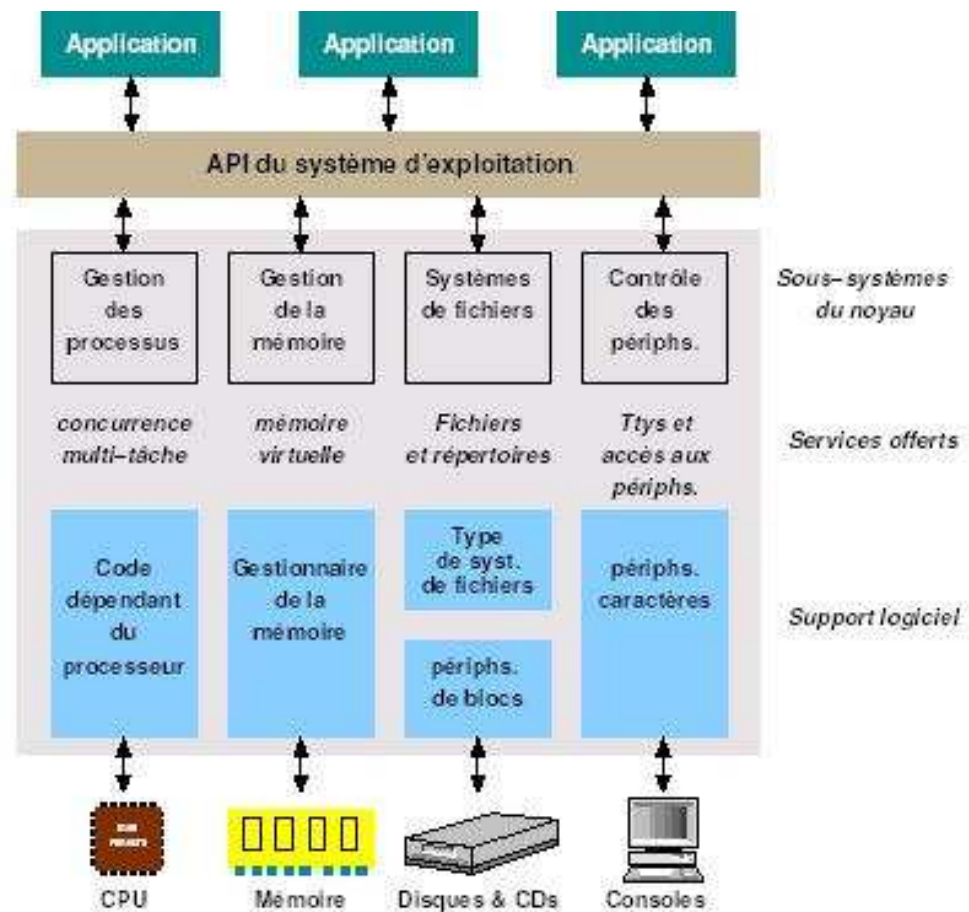 Application
Application
Application
API du système d'exploitation
Gestion
des
processus
Gestion
de la
mémoire
Systèmes
de fichiers
Contrôle
des
périphs.
Sous-systèmes
du noyau
concurrence
multi-tâche
mémoire
virtuelle
Fichiers
et répertoires
Ttys et
accès aux
périphs.
Services offerts
Code
dépendant
du
processeur
Gestionnaire
de la
mémoire
Type
de syst.
de fichiers
périphs.
de blocs
périphs.
caractères
Support logiciel
CPU
Mémoire
Disques & CDs
Consoles